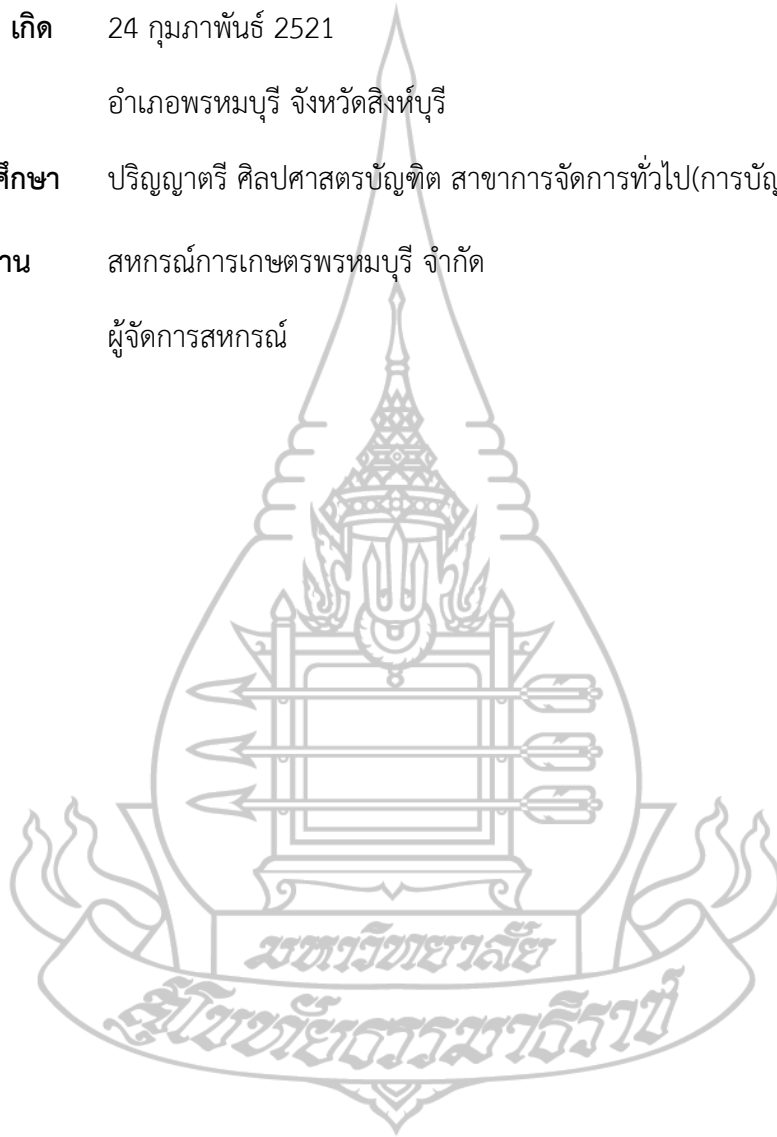 เกิด 24 กุมภาพันธ์ 2521
อำเภอพรหมบุรี จังหวัดสิงห์บุรี
ศึกษา ปริญญาตรี ศิลปศาสตรบัณฑิต สาขาการจัดการทั่วไป(การบัญ
าน สหกรณ์การเกษตรพรหมบุรี จำกัด
ผู้จัดการสหกรณ์
มหาวิทยาลัย
สุโขทัยธรรมาธิราช